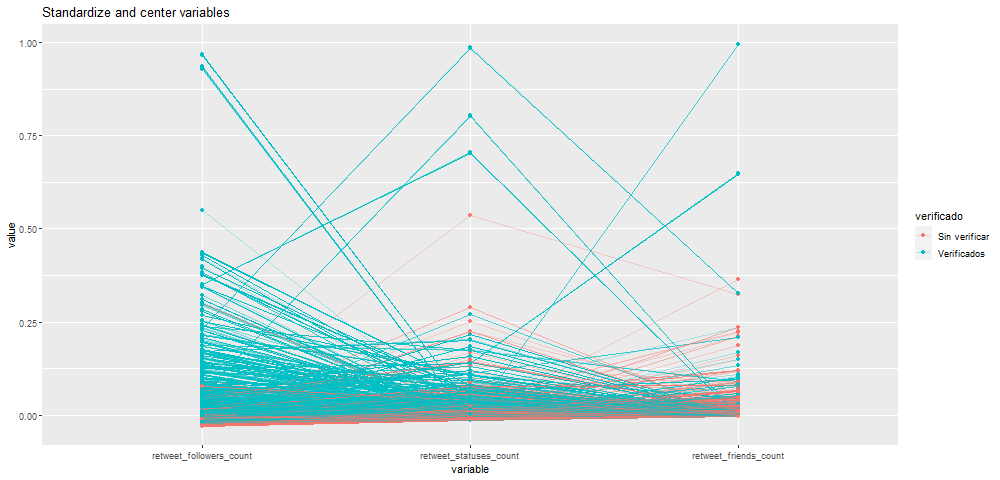 Standardize and center variables
1.00
0.75
0.50
0.25
0.00
value
retweet_followers_count
retweet_statuses_count
retweet_friends_count
variable
verificado
Sin verificar
Verificados